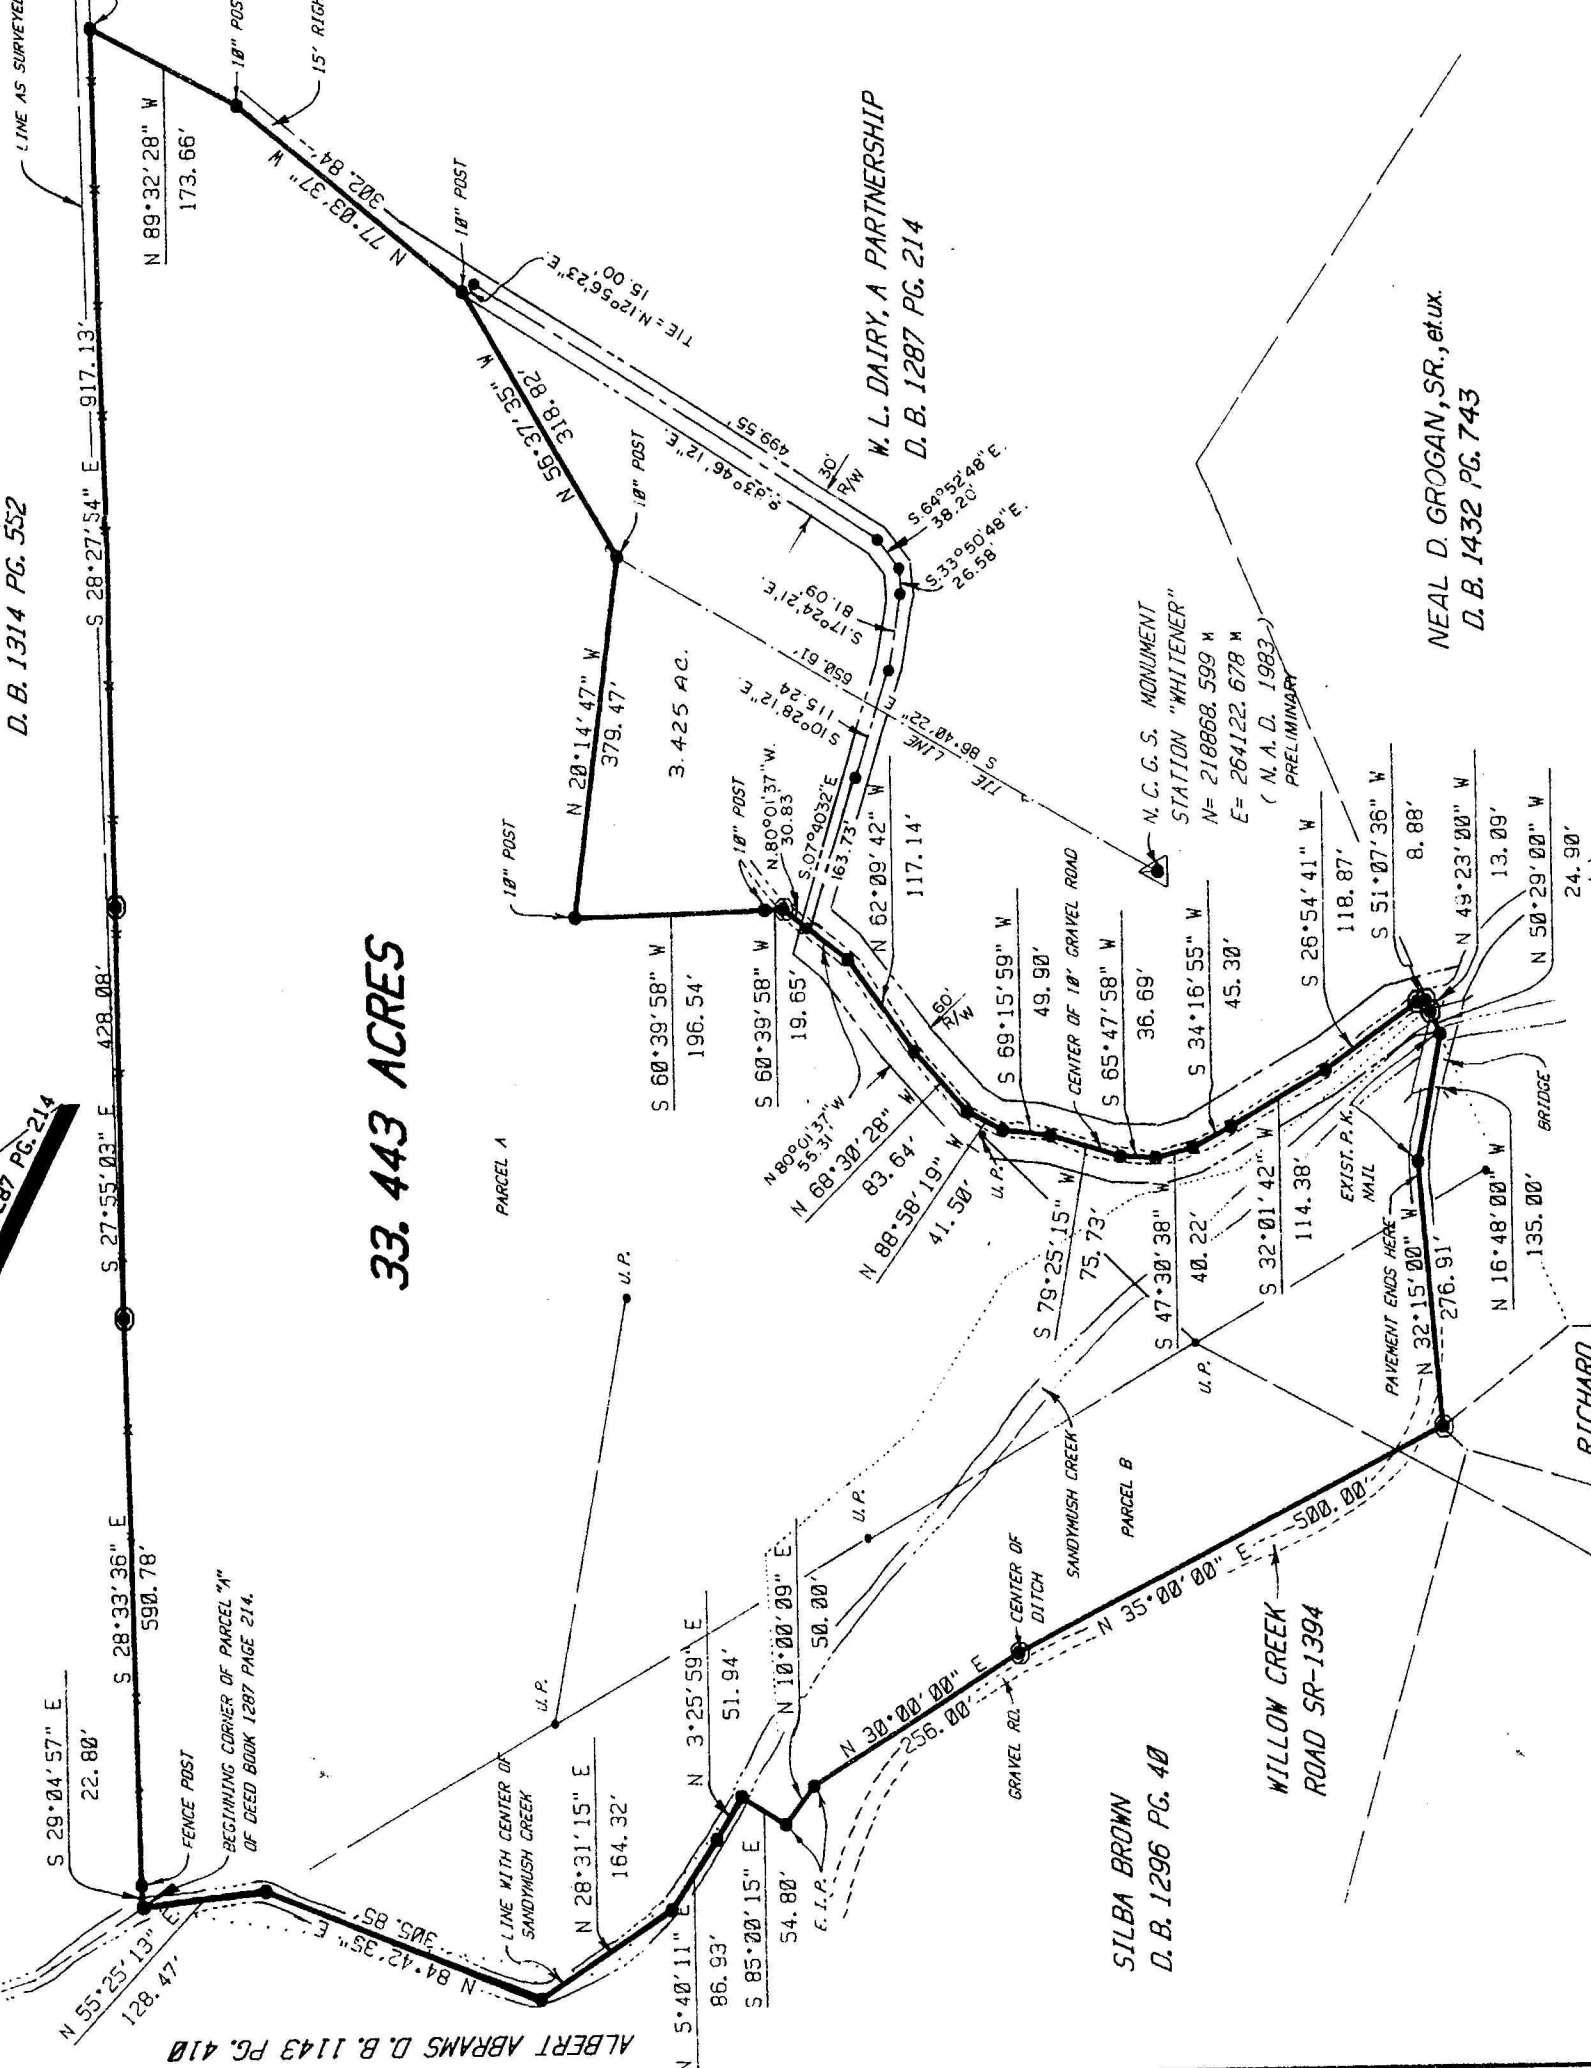 LINE AS SURVEYED
D. B. 1314 PG. 552
287 PG. 214
10" POS
15' RIGH
N 89°32'28" W
173.66'
N 77°03'37" W
302.84'
10" POST
S 28°27'54" E
917.13'
TIE = N.12°56'23"E.
15.00'
N 56°37'35" W
318.82'
W. L. DAIRY, A PARTNERSHIP
D. B. 1287 PG. 214
S.83°46'12"E.
499.55'
30'
R/W
S.64°52'48"E.
38.20'
S.33°50'48"E.
26.58'
S.17°24'21"E.
81.09'
S10°28'12"E.
115.24
S.07°40'32"E
163.73'
10" POST
N 20°14'47" W
379.47'
3.425 AC.
S 86°40'22" E
650.61'
TIE LINE
N. C. G. S. MONUMENT
STATION "WHITENER"
N= 218868.599 M
E= 264122.678 M
( N. A. D. 1983 )
PRELIMINARY
NEAL D. GROGAN, SR., et.ux.
D. B. 1432 PG. 743
10" POST
10" POST
N.80°01'37"W.
30.83'
S 60°39'58" W
196.54'
S 60°39'58" W
19.65'
N 80°01'37" W
55.31'
N 62°09'42" W
117.14'
60'
R/W
N 68°30'28" W
83.64'
N 88°58'19" W
41.50'
U.P.
S 69°15'59" W
49.90'
CENTER OF 10' GRAVEL ROAD
S 79°25'15" W
75.73'
S 65°47'58" W
36.69'
S 47°30'38" W
40.22'
S 34°16'55" W
45.30'
S 32°01'42" W
114.38'
S 26°54'41" W
118.87'
S 51°07'36" W
8.88'
N 49°23'00" W
13.09'
N 50°29'00" W
24.90'
EXIST. P.K.
NAIL
BRIDGE
N 16°48'00" W
135.00'
PAVEMENT ENDS HERE
N 32°15'00" W
276.91'
RICHARD
428.08'
S 27°55'03" E
33.443 ACRES
PARCEL A
U.P.
U.P.
U.P.
U.P.
SANDYMUSH CREEK
PARCEL B
N 35°00'00" E
500.00'
WILLOW CREEK
ROAD SR-1394
CENTER OF
DITCH
GRAVEL RD.
N 30°00'00" E
256.00'
N 10°00'09" E
50.00'
E.I.P.
S 85°00'15" E
54.80'
N 3°25'59" E
51.94'
N 5°40'11" E
86.93'
N 28°31'15" E
164.32'
LINE WITH CENTER OF
SANDYMUSH CREEK
N 84°42'35" E
305.85'
N 55°25'13" E
128.47'
S 28°33'36" E
590.78'
S 29°04'57" E
22.80'
FENCE POST
BEGINNING CORNER OF PARCEL "A"
OF DEED BOOK 1287 PAGE 214.
ALBERT ABRAMS D. B. 1143 PG. 410
SILBA BROWN
D. B. 1296 PG. 40